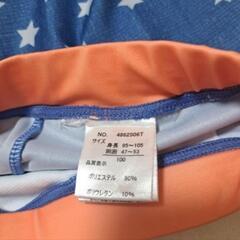 NO. 4862S06T
サイズ 身長 95〜105
胴囲 47〜53
品質表示 100
ポリエステル 90%
ポリウレタン 10%